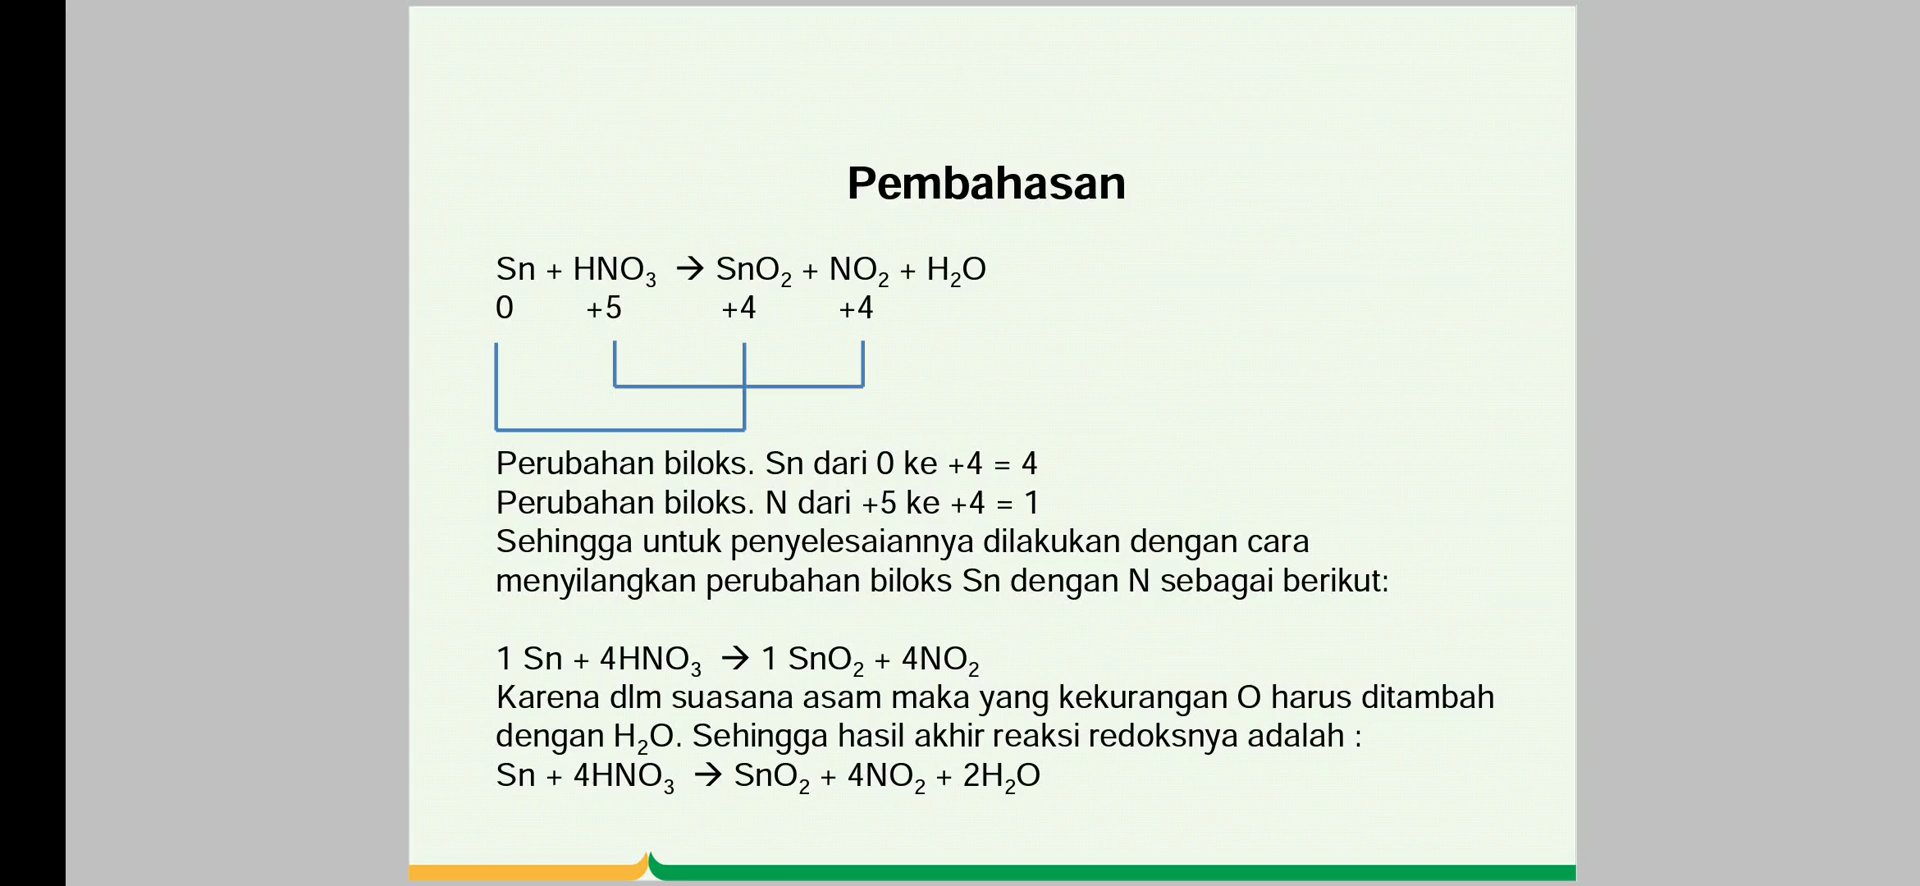 Pembahasan
Sn + HNO₃ → SnO₂ + NO₂ + H₂O
0 +5 +4 +4
Perubahan biloks. Sn dari 0 ke +4 = 4
Perubahan biloks. N dari +5 ke +4 = 1
Sehingga untuk penyelesaiannya dilakukan dengan cara
menyilangkan perubahan biloks Sn dengan N sebagai berikut:
1 Sn + 4HNO₃ → 1 SnO₂ + 4NO₂
Karena dlm suasana asam maka yang kekurangan O harus ditambah
dengan H₂O. Sehingga hasil akhir reaksi redoksnya adalah :
Sn + 4HNO₃ → SnO₂ + 4NO₂ + 2H₂O